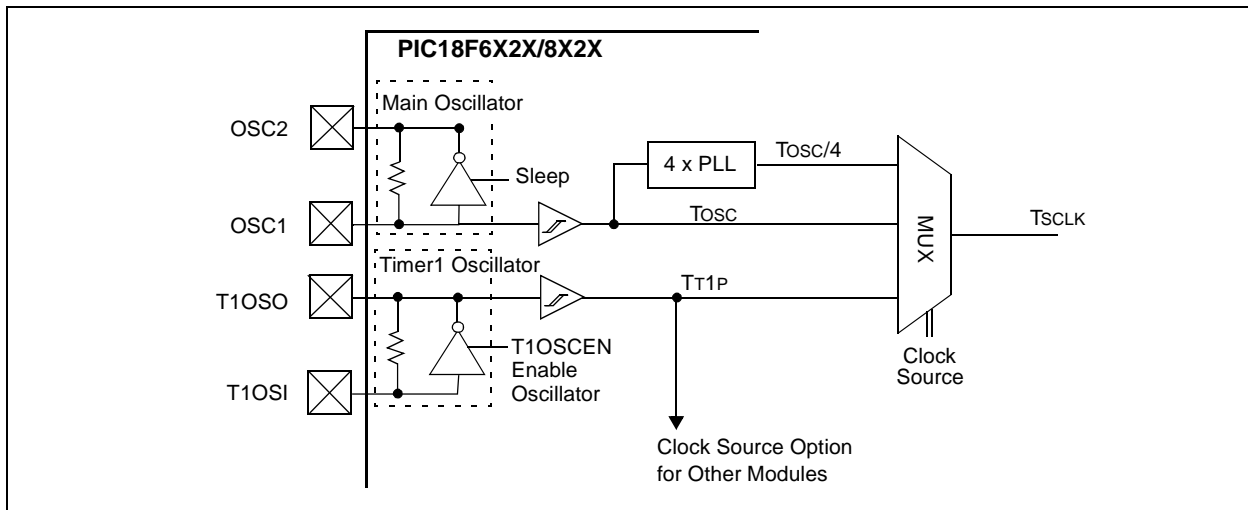 PIC18F6X2X/8X2X
Main Oscillator
OSC2
TOSC/4
4 x PLL
Sleep
OSC1
TOSC
TSCLK
MUX
Timer1 Oscillator
T1OSO
TT1P
T1OSCEN
Enable
Oscillator
Clock
Source
T1OSI
Clock Source Option
for Other Modules